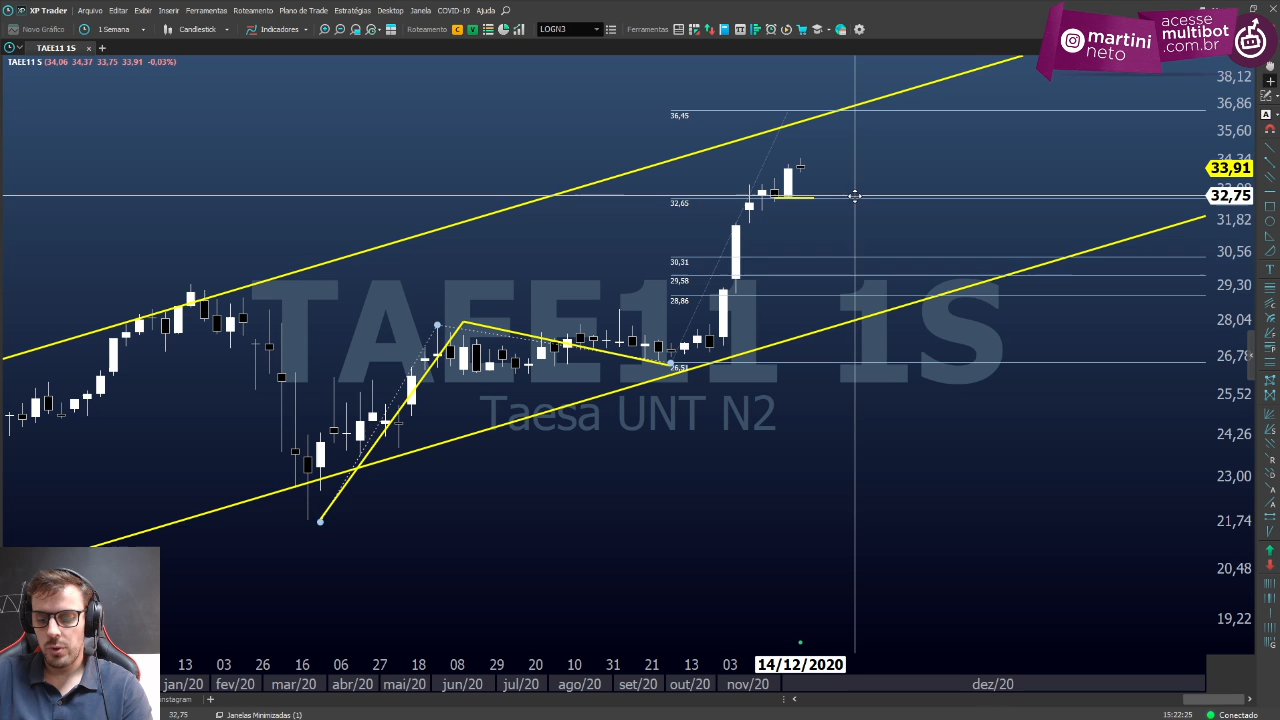 XP Trader Arquivo Editar Exibir Inserir Ferramentas Roteamento Plano de Trade Estratégias Desktop Janela COVID-19 Ajuda
Novo Gráfico 1 Semana Candlestick Indicadores Roteamento C V LOGN3 Ferramentas
TAEE11 1S
TAEE11 S (34,06 34,37 33,75 33,91 -0,03%)
martini
neto
acesse
multibot
.com.br
38,12
36,86
35,60
34,34
33,91
32,75
31,82
30,56
29,30
28,04
26,78
25,52
24,26
23,00
21,74
20,48
19,22
36,45
32,65
30,31
29,58
28,86
26,51
TAEE11 1S
Taesa UNT N2
13 03 26 16 06 27 18 08 29 20 10 31 21 13 03 14/12/2020
jan/20 fev/20 mar/20 abr/20 mai/20 jun/20 jul/20 ago/20 set/20 out/20 nov/20 dez/20
nstagram
32,75 Janelas Minimizadas (1) 15:22:25 Conectado